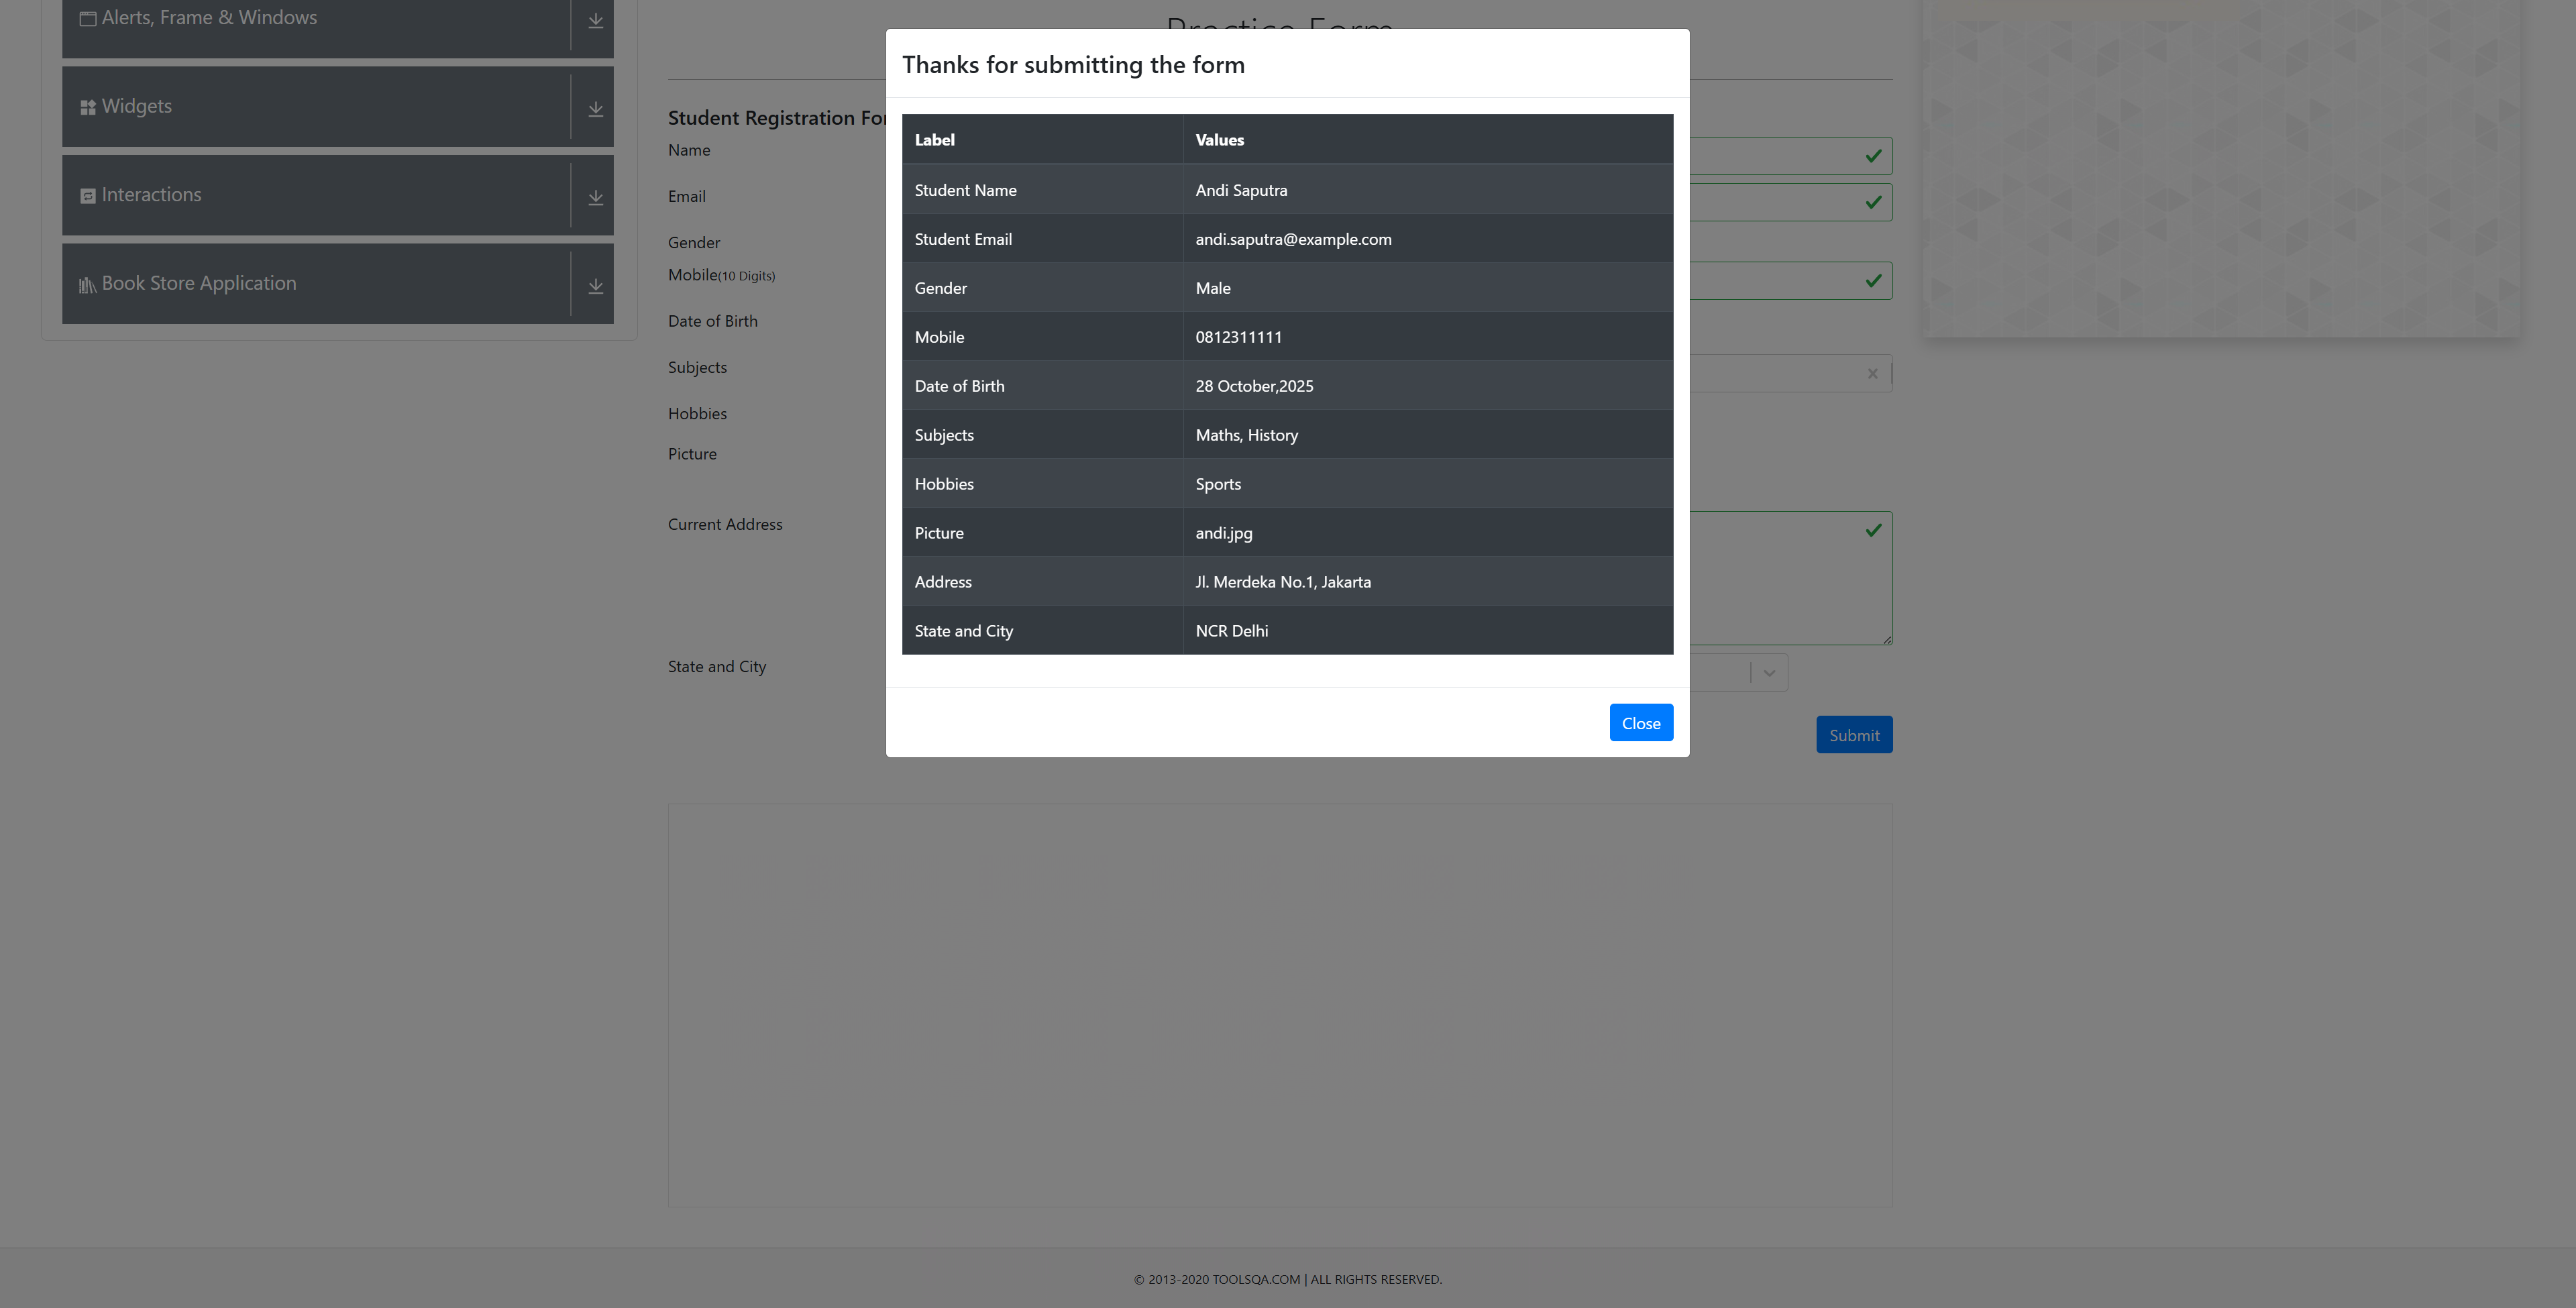 Alerts, Frame & Windows
Widgets
Interactions
Book Store Application
Practice Form
Student Registration For
Name
Email
Gender
Mobile(10 Digits)
Date of Birth
Subjects
Hobbies
Picture
Current Address
State and City
Submit
Thanks for submitting the form
Label Values
Student Name Andi Saputra
Student Email andi.saputra@example.com
Gender Male
Mobile 0812311111
Date of Birth 28 October,2025
Subjects Maths, History
Hobbies Sports
Picture andi.jpg
Address Jl. Merdeka No.1, Jakarta
State and City NCR Delhi
Close
© 2013-2020 TOOLSQA.COM | ALL RIGHTS RESERVED.